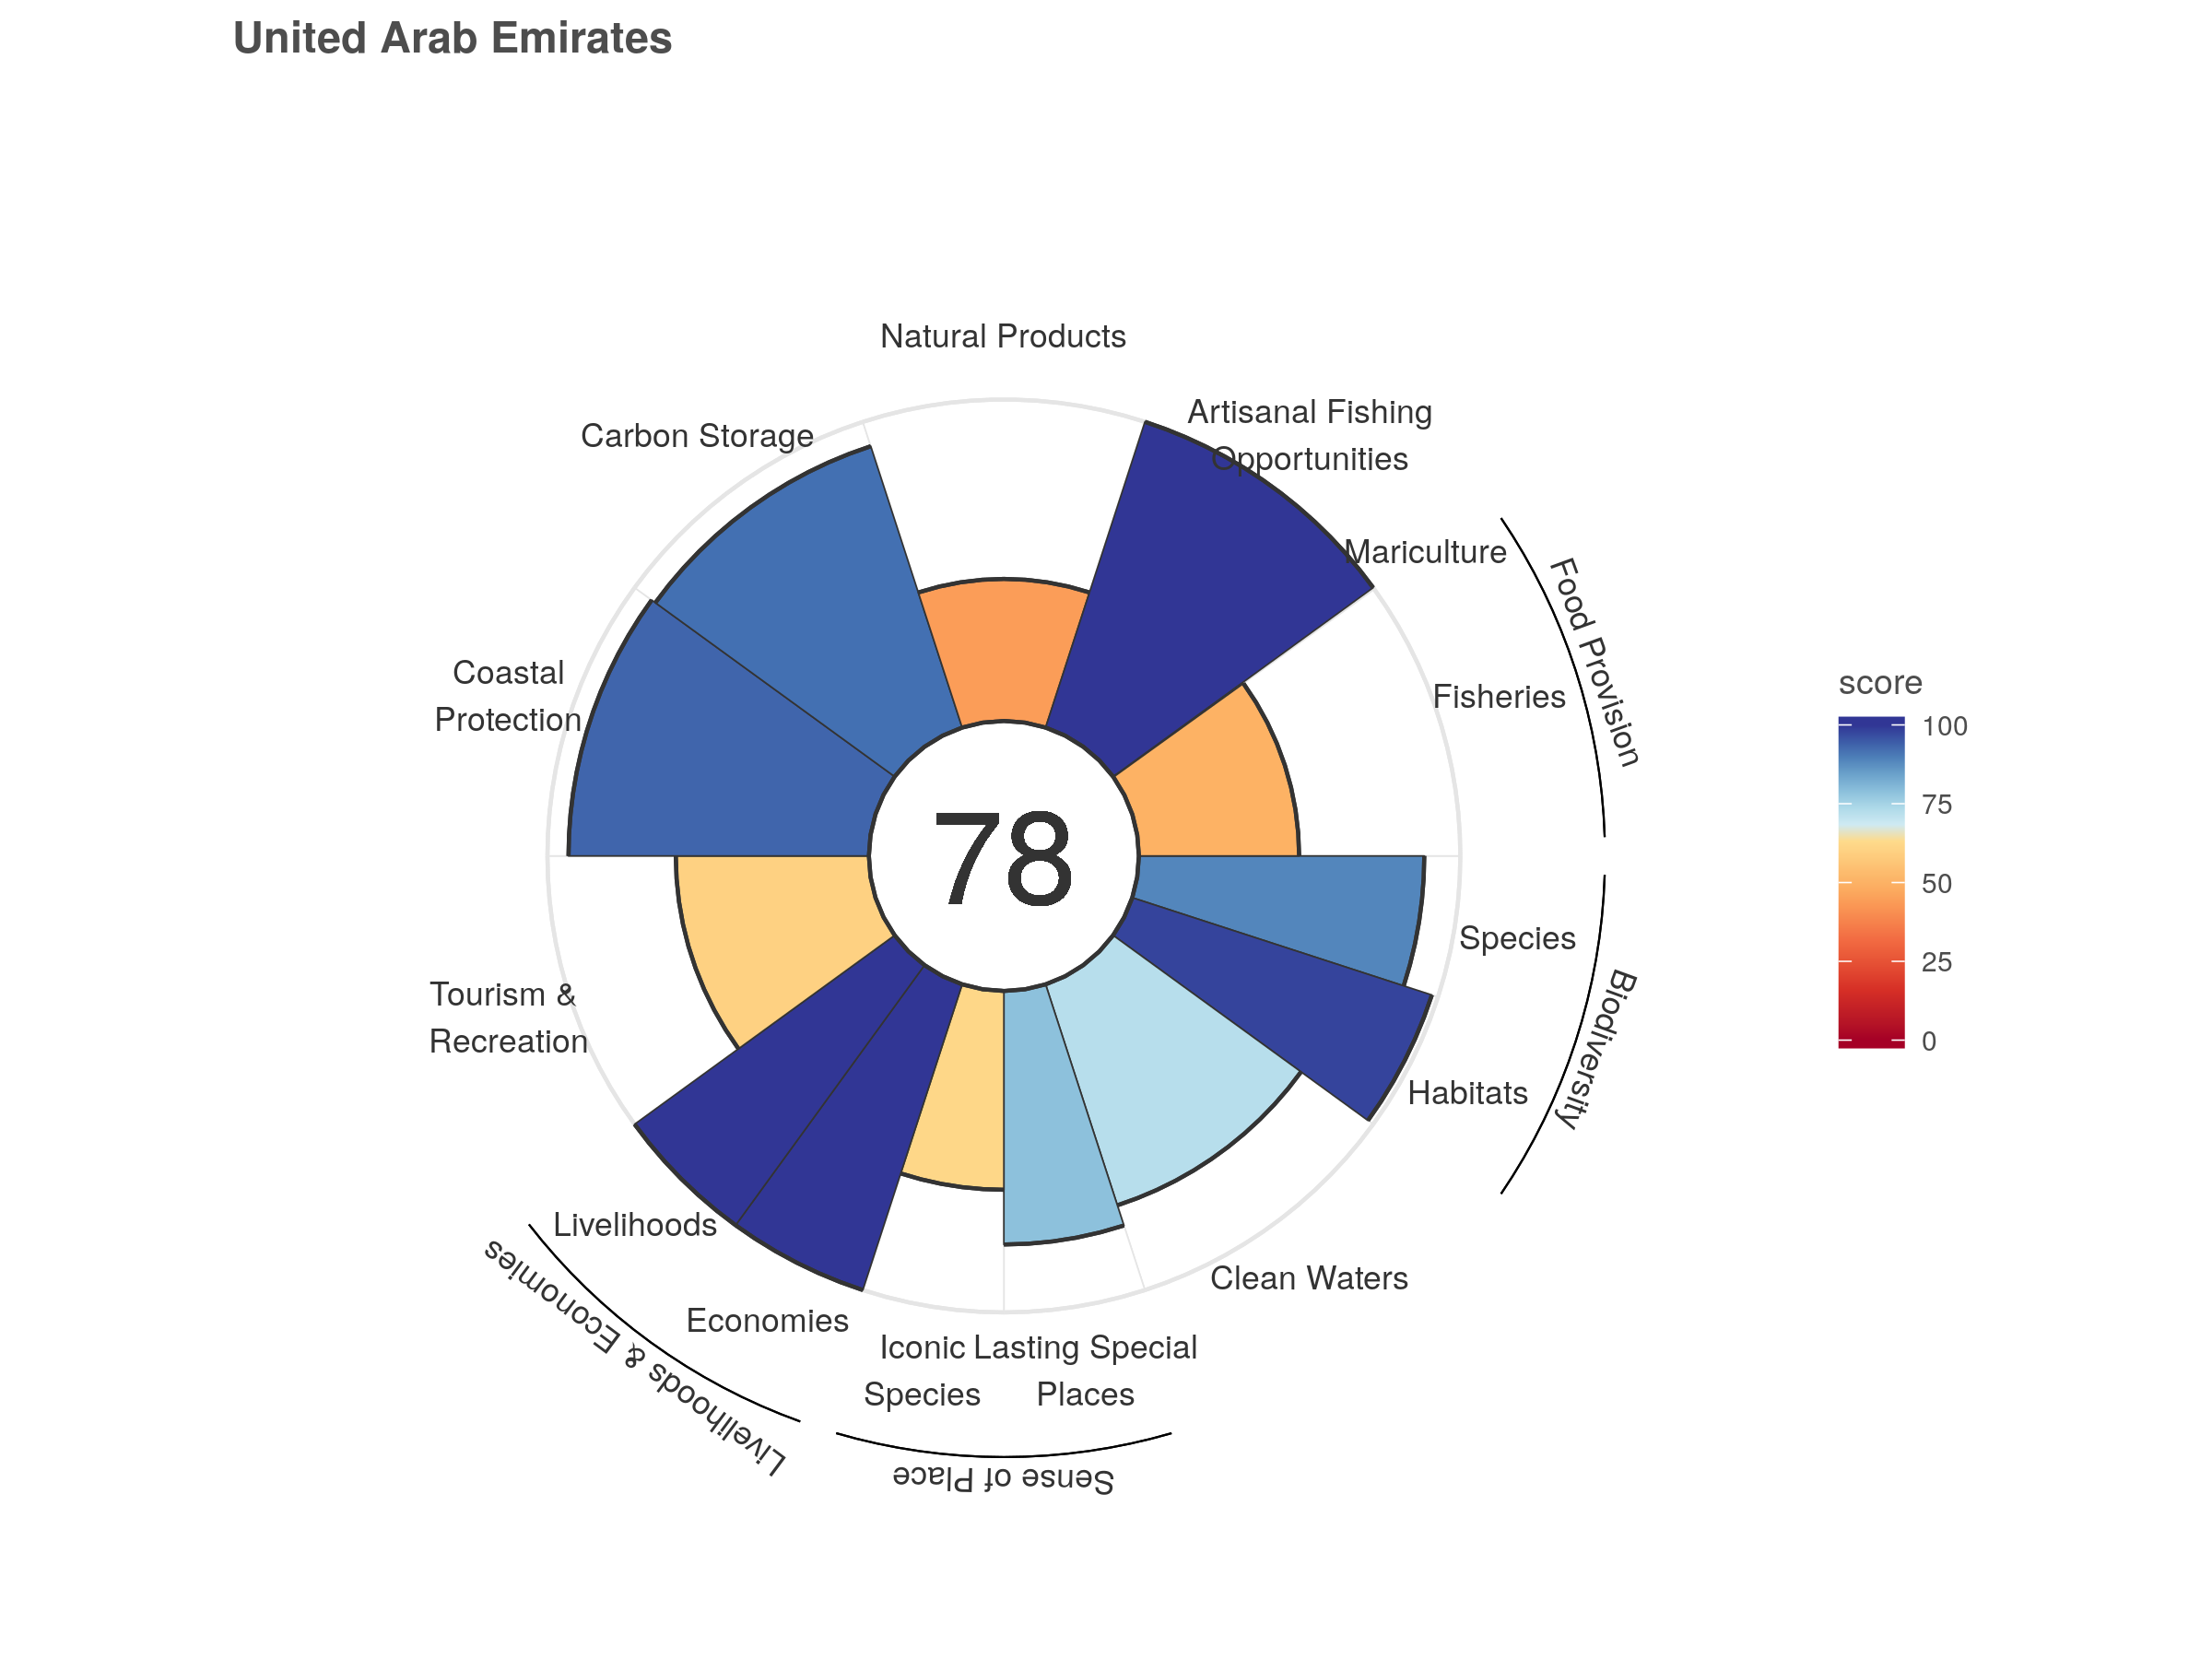 United Arab Emirates
Natural Products
Artisanal Fishing
Opportunities
Carbon Storage
Mariculture
Food Provision
Fisheries
Coastal
Protection
score
100
75
50
25
0
78
Species
Biodiversity
Tourism &
Recreation
Habitats
Livelihoods
Clean Waters
Economies
Livelihoods & Economies
Iconic
Species
Lasting Special
Places
Sense of Place